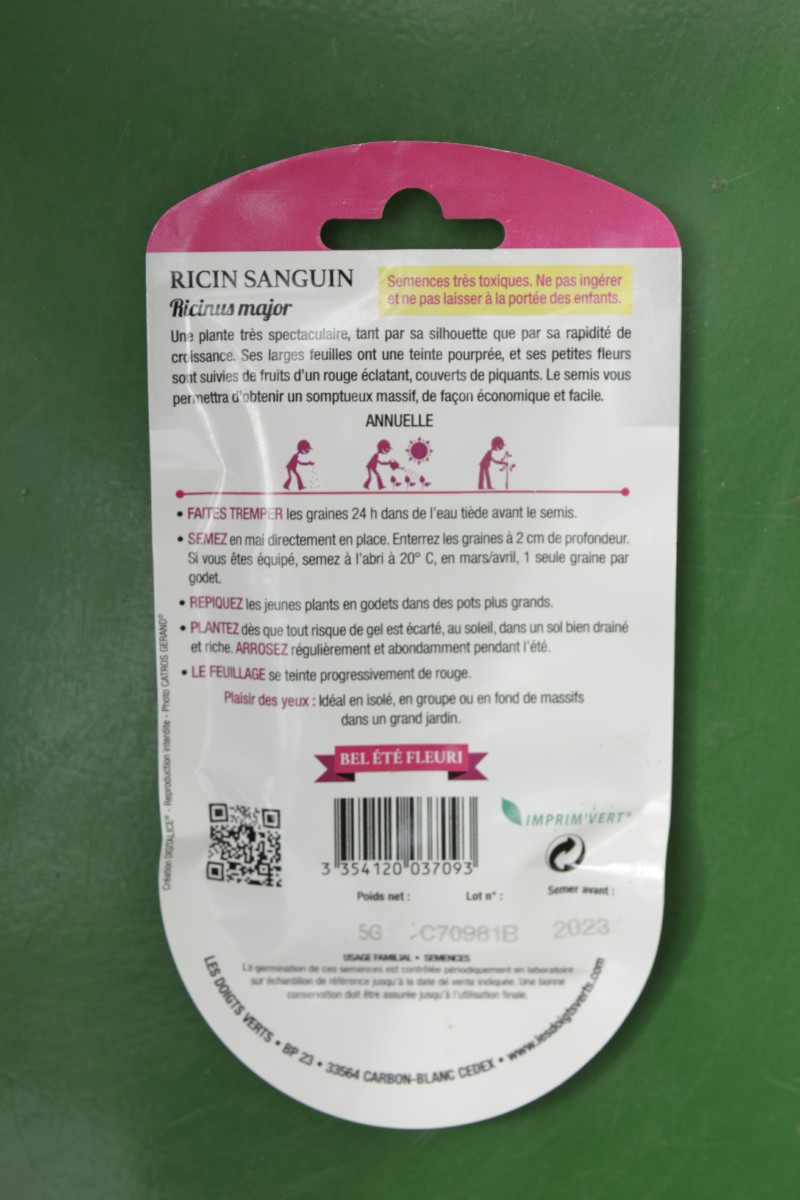 RICIN SANGUIN
Ricinus major
Semences très toxiques. Ne pas ingérer
et ne pas laisser à la portée des enfants.
Une plante très spectaculaire, tant par sa silhouette que par sa rapidité de
croissance. Ses larges feuilles ont une teinte pourprée, et ses petites fleurs
sont suivies de fruits d'un rouge éclatant, couverts de piquants. Le semis vous
permettra d'obtenir un somptueux massif, de façon économique et facile.
ANNUELLE
• FAITES TREMPER les graines 24 h dans de l'eau tiède avant le semis.
• SEMEZ en mai directement en place. Enterrez les graines à 2 cm de profondeur.
Si vous êtes équipé, semez à l'abri à 20° C, en mars/avril, 1 seule graine par
godet.
• REPIQUEZ les jeunes plants en godets dans des pots plus grands.
• PLANTEZ dès que tout risque de gel est écarté, au soleil, dans un sol bien drainé
et riche. ARROSEZ régulièrement et abondamment pendant l'été.
• LE FEUILLAGE se teinte progressivement de rouge.
Plaisir des yeux : Idéal en isolé, en groupe ou en fond de massifs
dans un grand jardin.
Création DIGITALICE® - Reproduction interdite - Photo CATROS GERAND®
BEL ÉTÉ FLEURI
IMPRIM'VERT®
3 354120 037093
Poids net :
Lot n° :
Semer avant :
5G
C70981B
2023
USAGE FAMILIAL • SEMENCES
La germination de ces semences est contrôlée périodiquement en laboratoire
sur échantillon de référence jusqu'à la date de vente indiquée. Une bonne
conservation doit être assurée jusqu'à l'utilisation finale.
LES DOIGTS VERTS • BP 23 • 33564 CARBON-BLANC CEDEX • www.lesdoigtsverts.com